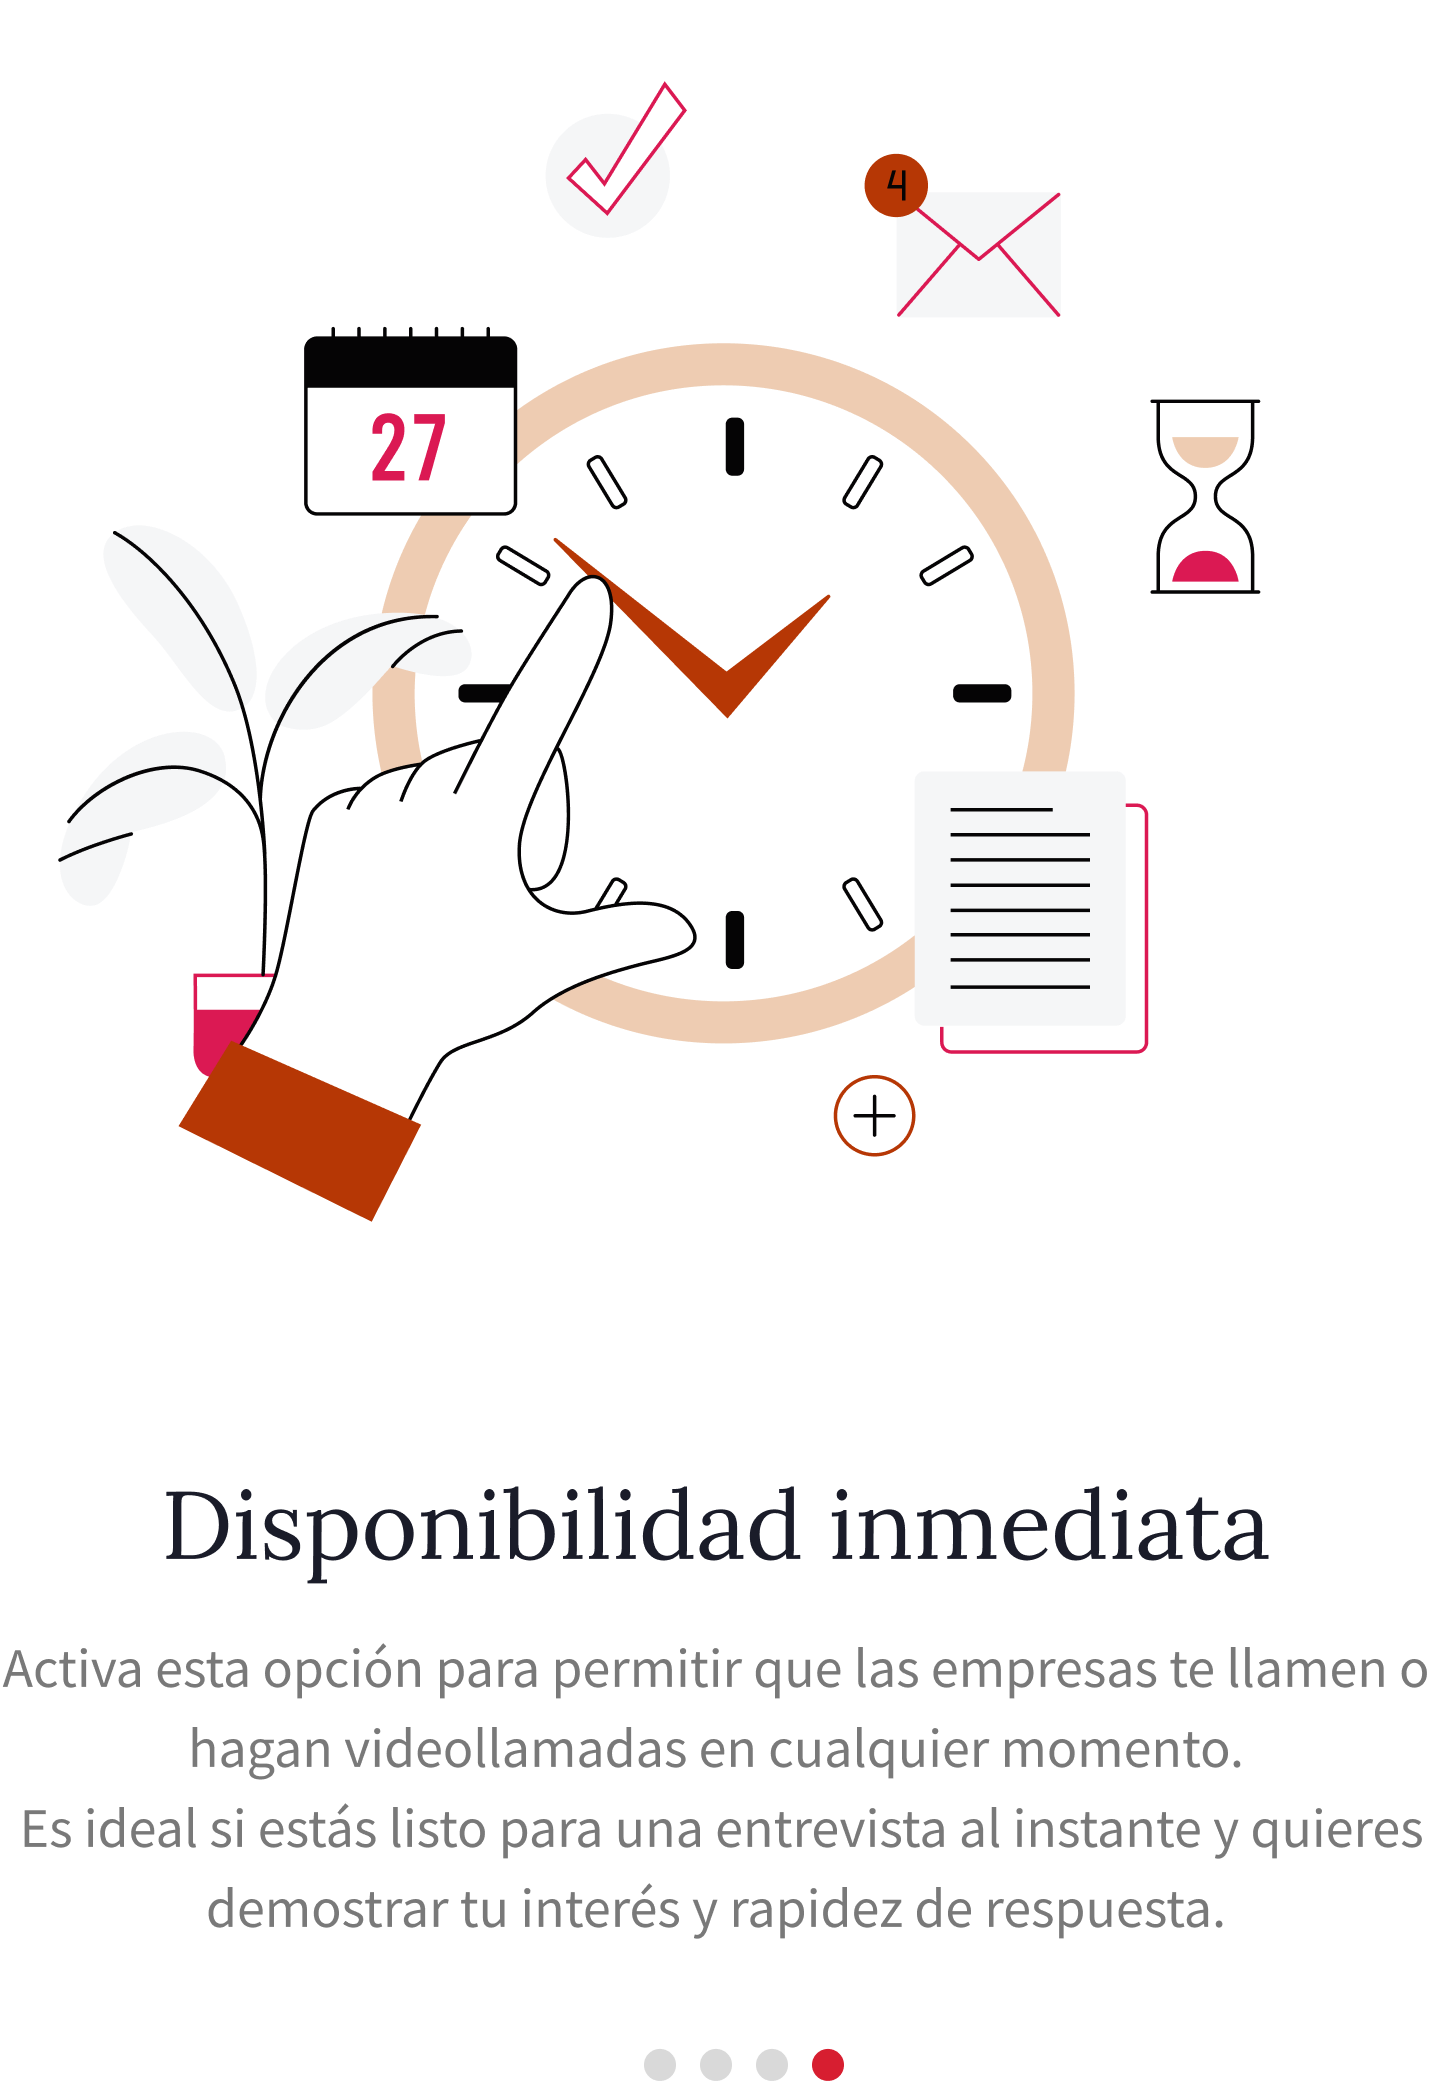 4
27
Disponibilidad inmediata
Activa esta opción para permitir que las empresas te llamen o
hagan videollamadas en cualquier momento.
Es ideal si estás listo para una entrevista al instante y quieres
demostrar tu interés y rapidez de respuesta.